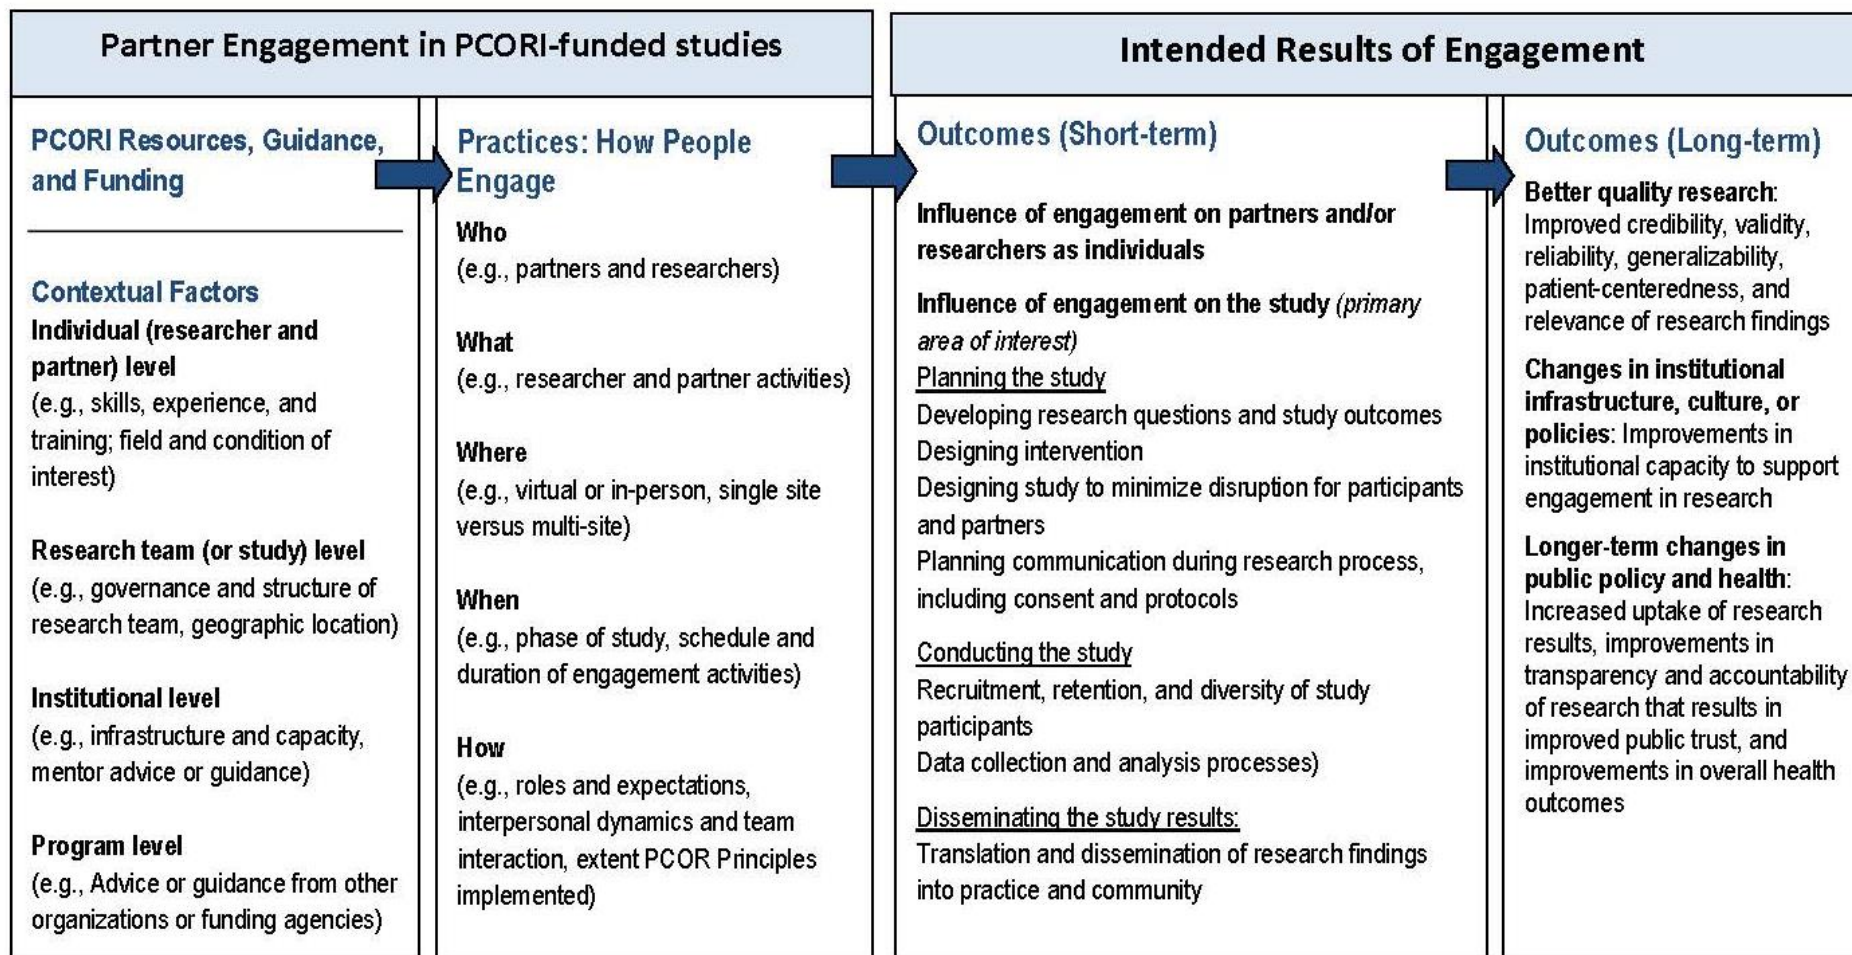 Partner Engagement in PCORI-funded studies
Intended Results of Engagement
PCORI Resources, Guidance,
and Funding
Contextual Factors
Individual (researcher and
partner) level
(e.g., skills, experience, and
training; field and condition of
interest)
Research team (or study) level
(e.g., governance and structure of
research team, geographic location)
Institutional level
(e.g., infrastructure and capacity,
mentor advice or guidance)
Program level
(e.g., Advice or guidance from other
organizations or funding agencies)
Practices: How People
Engage
Who
(e.g., partners and researchers)
What
(e.g., researcher and partner activities)
Where
(e.g., virtual or in-person, single site
versus multi-site)
When
(e.g., phase of study, schedule and
duration of engagement activities)
How
(e.g., roles and expectations,
interpersonal dynamics and team
interaction, extent PCOR Principles
implemented)
Outcomes (Short-term)
Influence of engagement on partners and/or
researchers as individuals
Influence of engagement on the study (primary
area of interest)
Planning the study
Developing research questions and study outcomes
Designing intervention
Designing study to minimize disruption for participants
and partners
Planning communication during research process,
including consent and protocols
Conducting the study
Recruitment, retention, and diversity of study
participants
Data collection and analysis processes)
Disseminating the study results:
Translation and dissemination of research findings
into practice and community
Outcomes (Long-term)
Better quality research:
Improved credibility, validity,
reliability, generalizability,
patient-centeredness, and
relevance of research findings
Changes in institutional
infrastructure, culture, or
policies: Improvements in
institutional capacity to support
engagement in research
Longer-term changes in
public policy and health:
Increased uptake of research
results, improvements in
transparency and accountability
of research that results in
improved public trust, and
improvements in overall health
outcomes